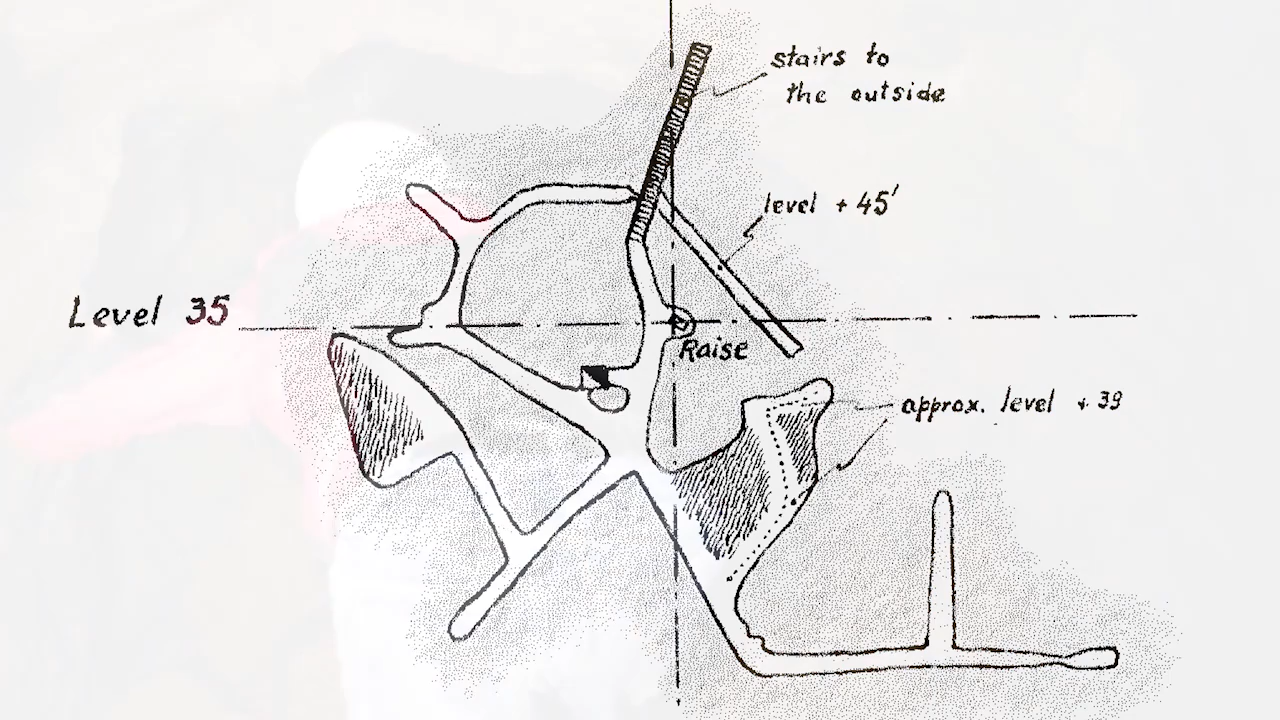 stairs to
the outside
level + 45'
Level 35
Raise
approx. level + 39